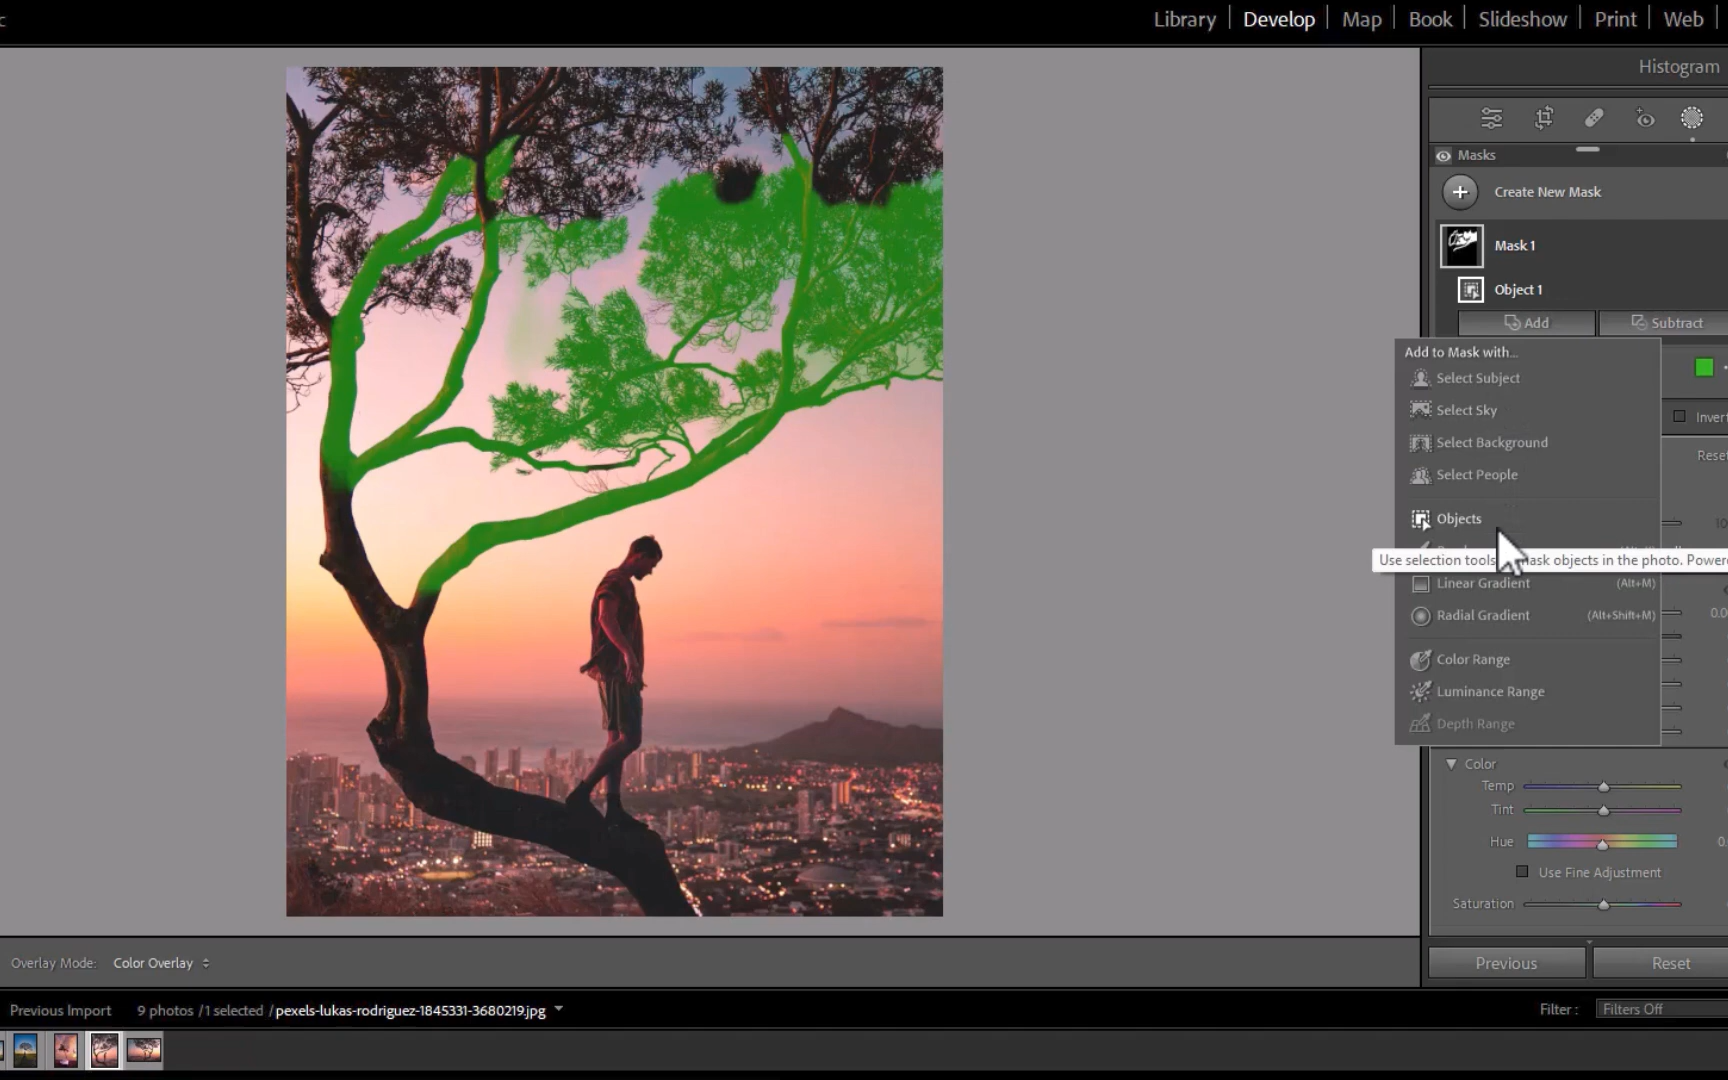 Library | Develop | Map | Book | Slideshow | Print | Web |
Histogram
Masks
Create New Mask
Mask 1
Object 1
Add
Subtract
Add to Mask with...
Select Subject
Select Sky
Invert
Select Background
Reset
Select People
Objects
Use selection tools mask objects in the photo. Power
Linear Gradient (Alt+M)
Radial Gradient (Alt+Shift+M)
0.0
Color Range
Luminance Range
Depth Range
Color
Temp
Tint
Hue
Use Fine Adjustment
Saturation
Overlay Mode: Color Overlay
Previous
Reset
Previous Import 9 photos /1 selected /pexels-lukas-rodriguez-1845331-3680219.jpg
Filter : Filters Off